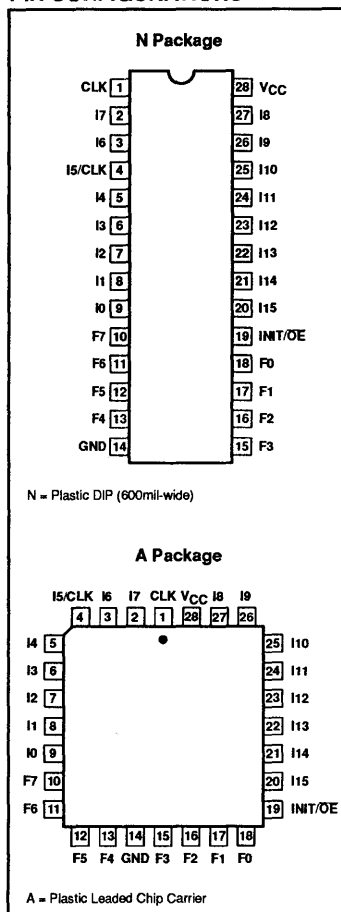 N Package
CLK 1 28 VCC
I7 2 27 I8
I6 3 26 I9
I5/CLK 4 25 I10
I4 5 24 I11
I3 6 23 I12
I2 7 22 I13
I1 8 21 I14
I0 9 20 I15
F7 10 19 INIT/OE
F6 11 18 F0
F5 12 17 F1
F4 13 16 F2
GND 14 15 F3
N = Plastic DIP (600mil-wide)
A Package
I5/CLK I6 I7 CLK VCC I8 I9
4 3 2 1 28 27 26
I4 5 25 I10
I3 6 24 I11
I2 7 23 I12
I1 8 22 I13
I0 9 21 I14
F7 10 20 I15
F6 11 19 INIT/OE
12 13 14 15 16 17 18
F5 F4 GND F3 F2 F1 F0
A = Plastic Leaded Chip Carrier